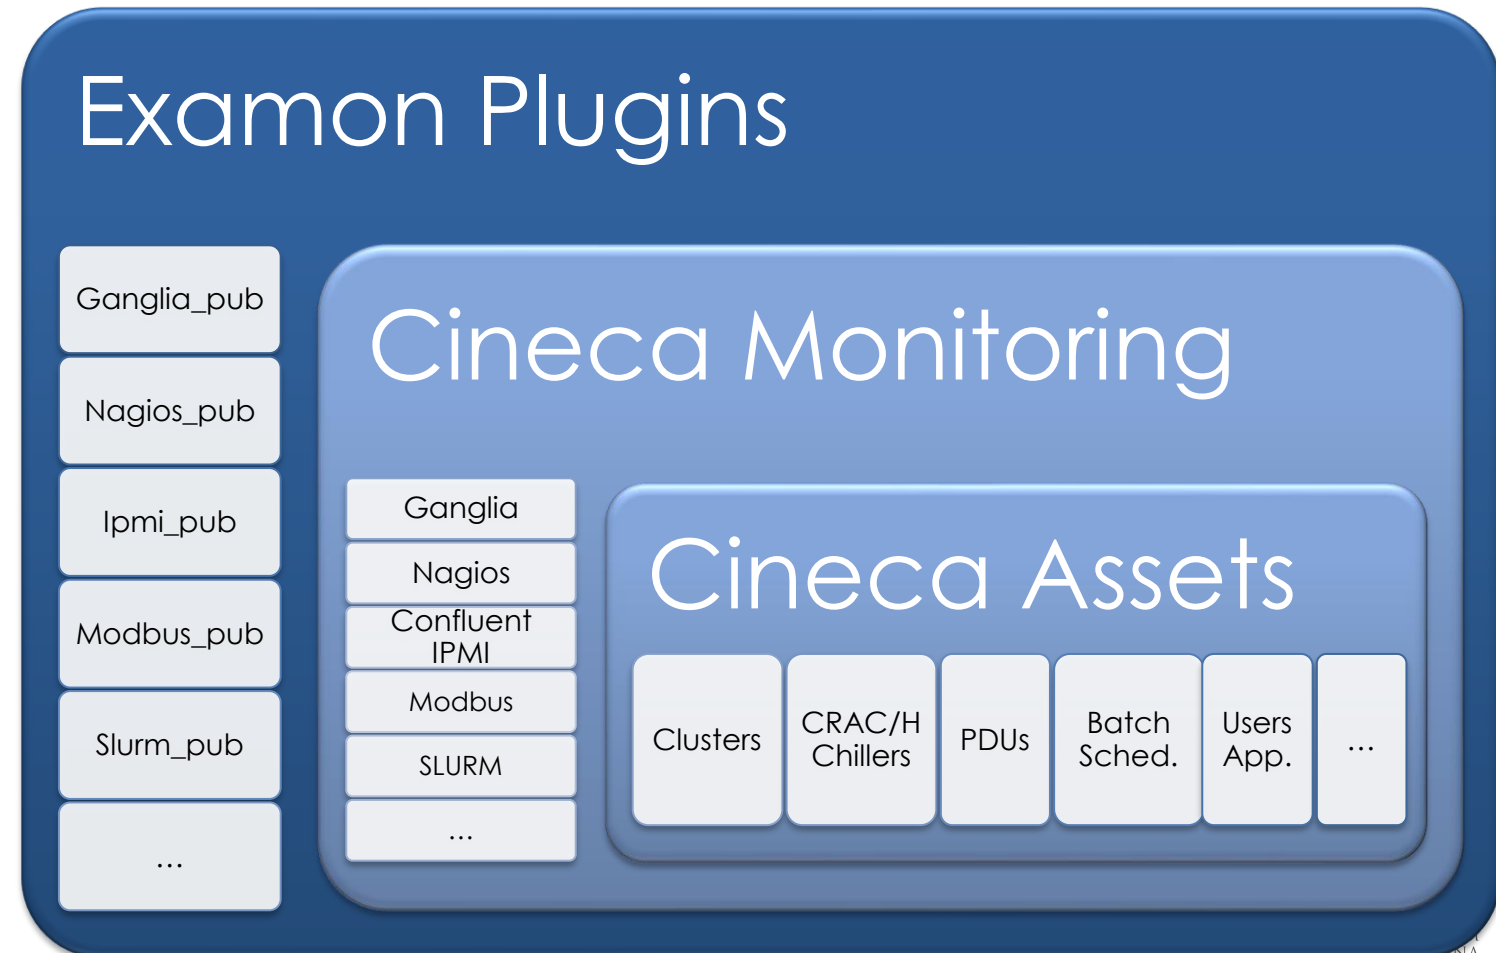 Examon Plugins
Ganglia_pub
Nagios_pub
Ipmi_pub
Modbus_pub
Slurm_pub
...
Cineca Monitoring
Ganglia
Nagios
Confluent
IPMI
Modbus
SLURM
...
Cineca Assets
Clusters
CRAC/H
Chillers
PDUs
Batch
Sched.
Users
App.
...